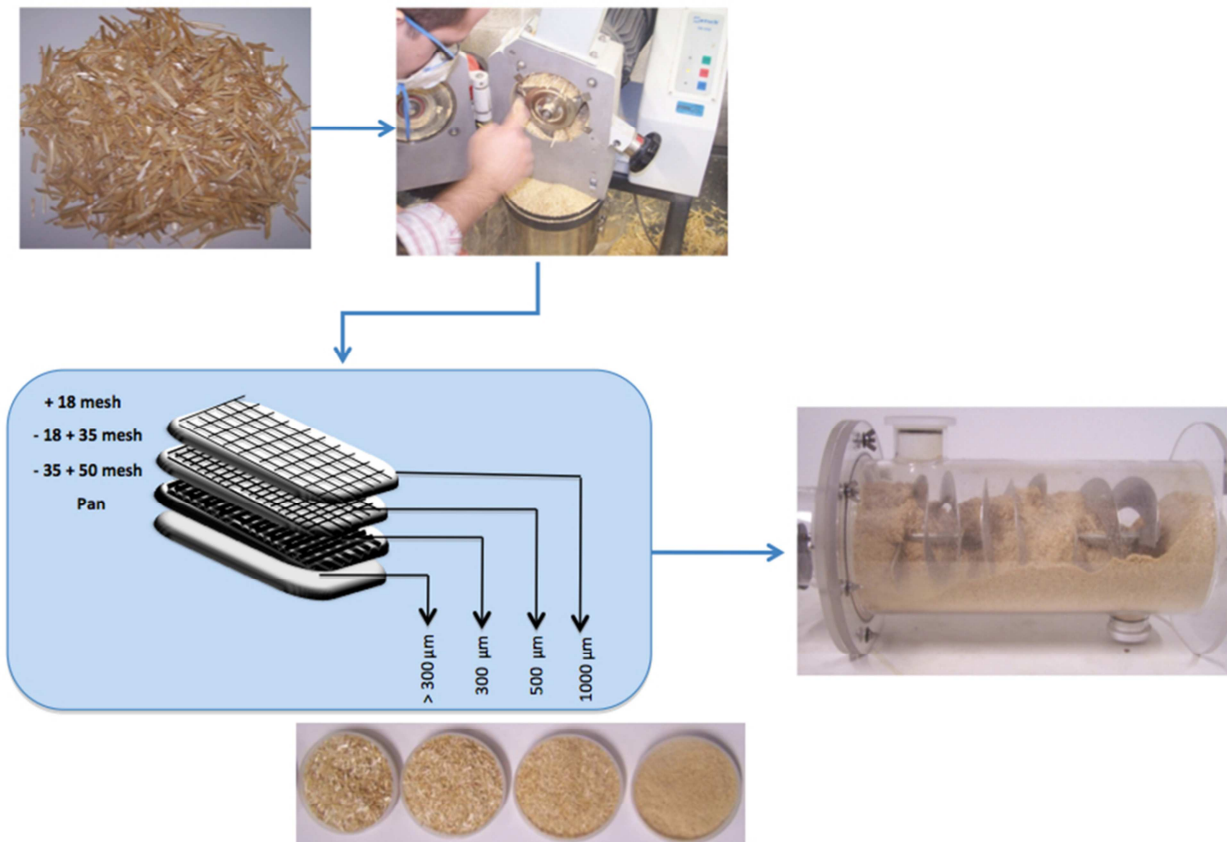 + 18 mesh
- 18 + 35 mesh
- 35 + 50 mesh
Pan
> 300 µm
300 µm
500 µm
1000 µm